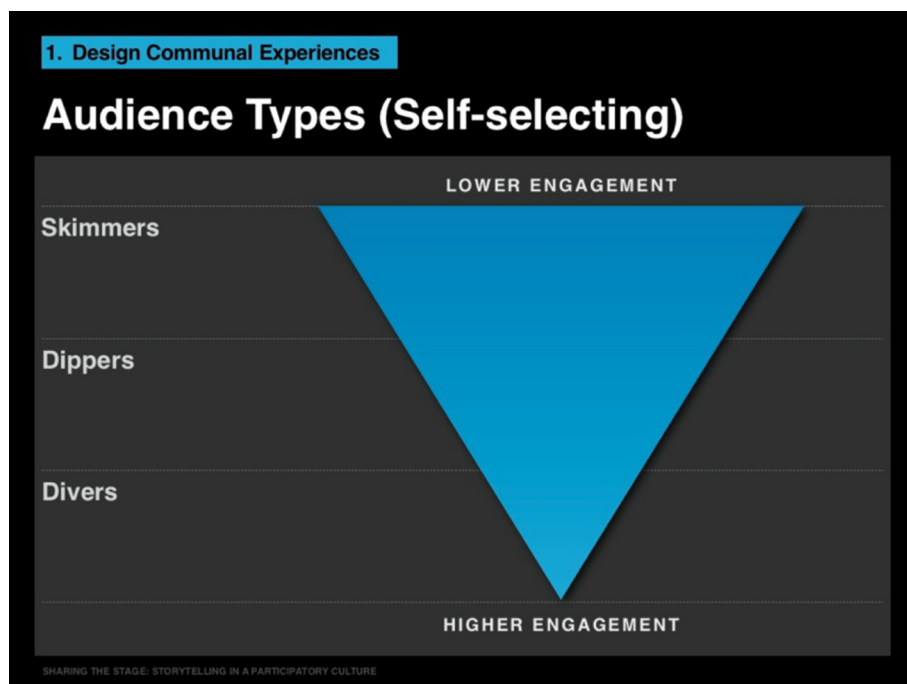 1. Design Communal Experiences
Audience Types (Self-selecting)
LOWER ENGAGEMENT
Skimmers
Dippers
Divers
HIGHER ENGAGEMENT
SHARING THE STAGE: STORYTELLING IN A PARTICIPATORY CULTURE